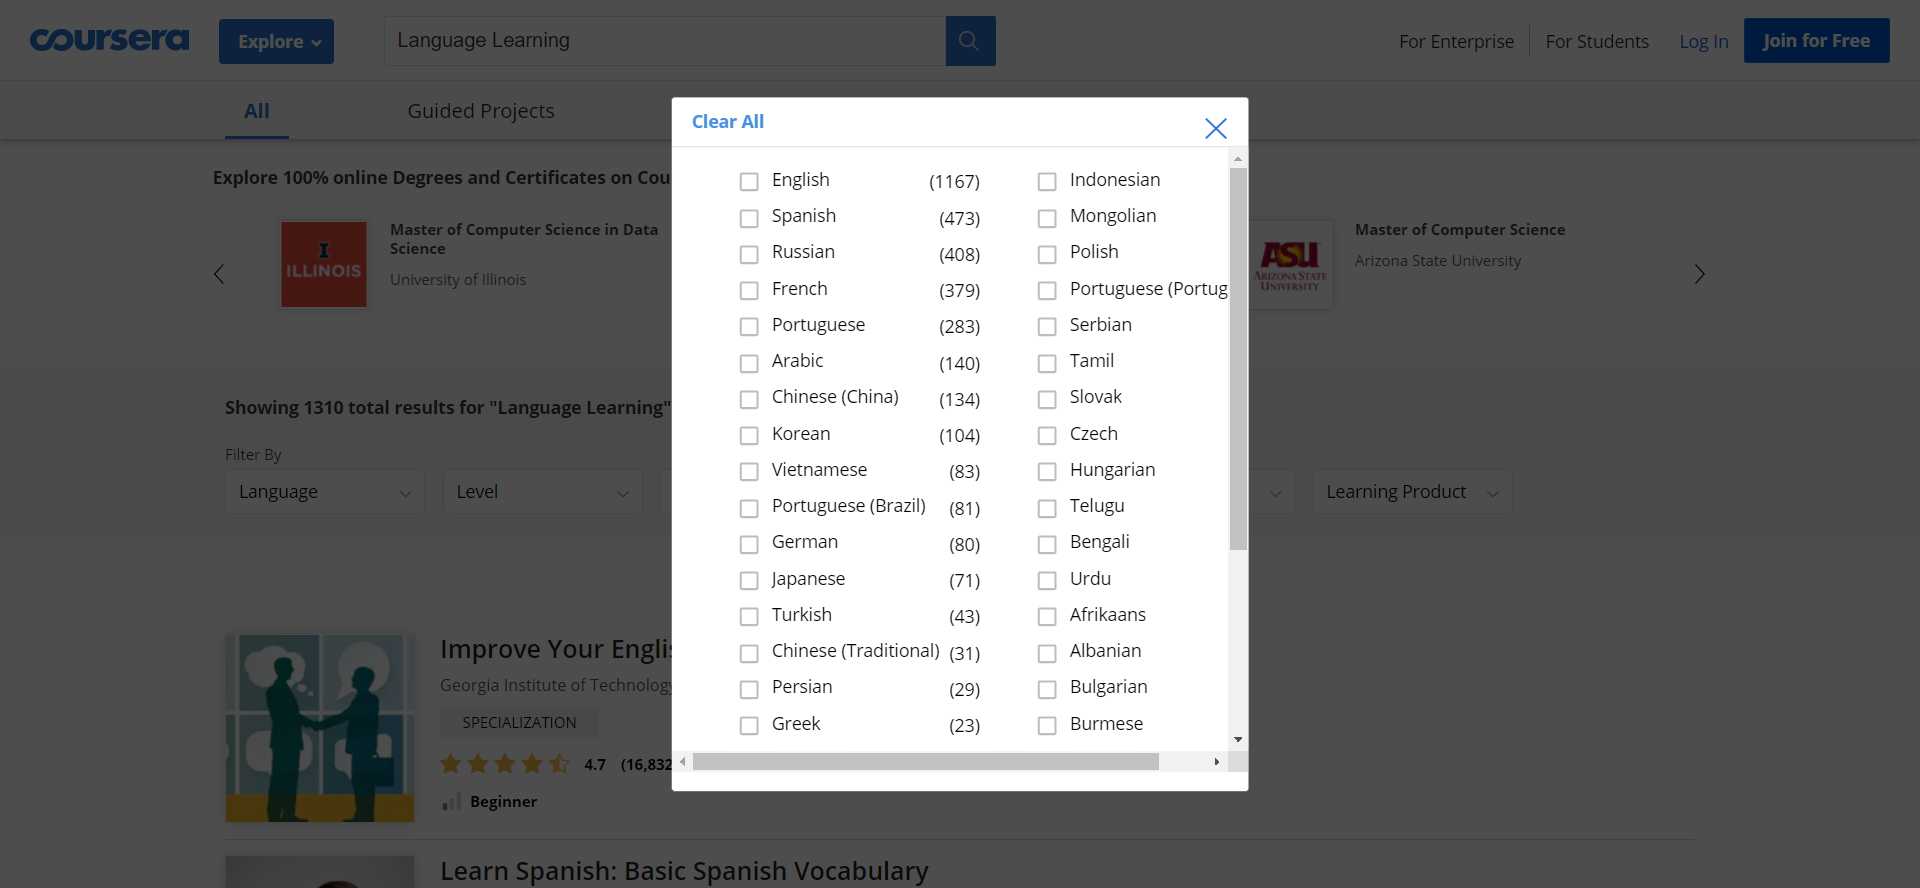 coursera
Explore
Language Learning
For Enterprise
For Students
Log In
Join for Free
All
Guided Projects
Explore 100% online Degrees and Certificates on Cou
I
ILLINOIS
Master of Computer Science in Data
Science
University of Illinois
ASU
ARIZONA STATE
UNIVERSITY
Master of Computer Science
Arizona State University
Showing 1310 total results for "Language Learning"
Filter By
Language
Level
Learning Product
Clear All
English (1167)
Spanish (473)
Russian (408)
French (379)
Portuguese (283)
Arabic (140)
Chinese (China) (134)
Korean (104)
Vietnamese (83)
Portuguese (Brazil) (81)
German (80)
Japanese (71)
Turkish (43)
Chinese (Traditional) (31)
Persian (29)
Greek (23)
Indonesian
Mongolian
Polish
Portuguese (Portug
Serbian
Tamil
Slovak
Czech
Hungarian
Telugu
Bengali
Urdu
Afrikaans
Albanian
Bulgarian
Burmese
Improve Your Englis
Georgia Institute of Technology
SPECIALIZATION
4.7 (16,832
Beginner
Learn Spanish: Basic Spanish Vocabulary